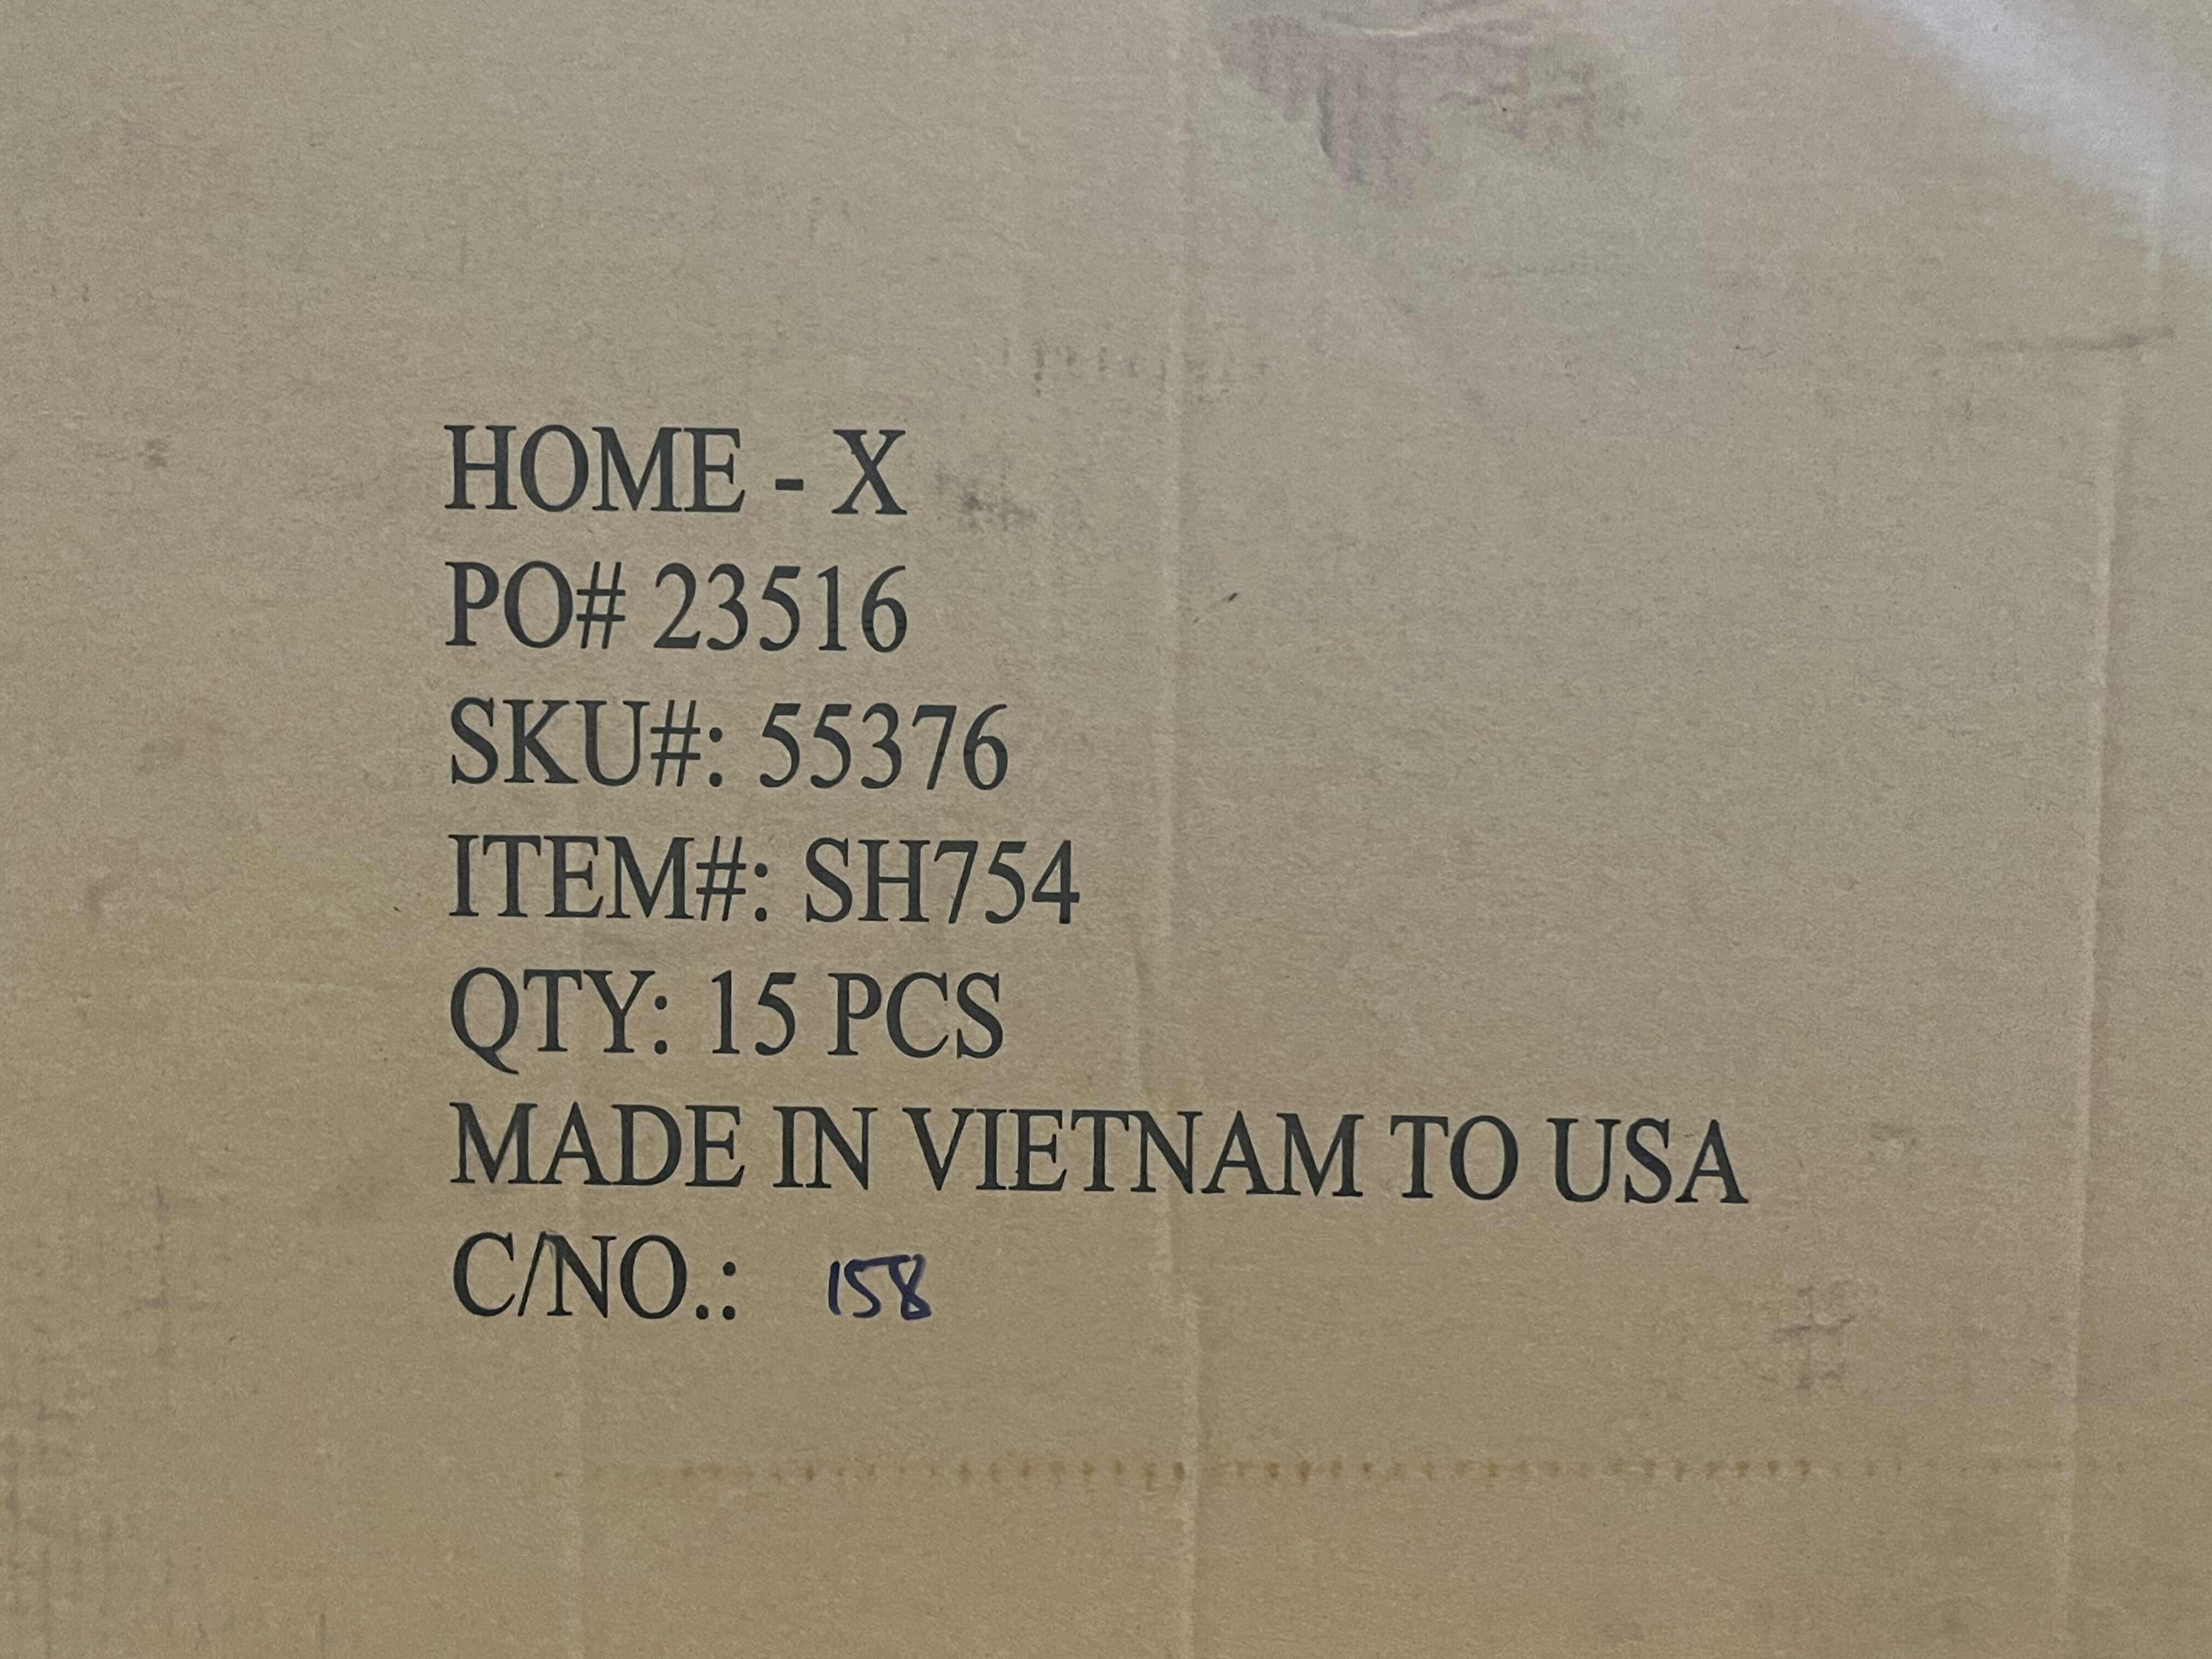 HOME - X
PO# 23516
SKU#: 55376
ITEM#: SH754
QTY: 15 PCS
MADE IN VIETNAM TO USA
C/NO.: 158